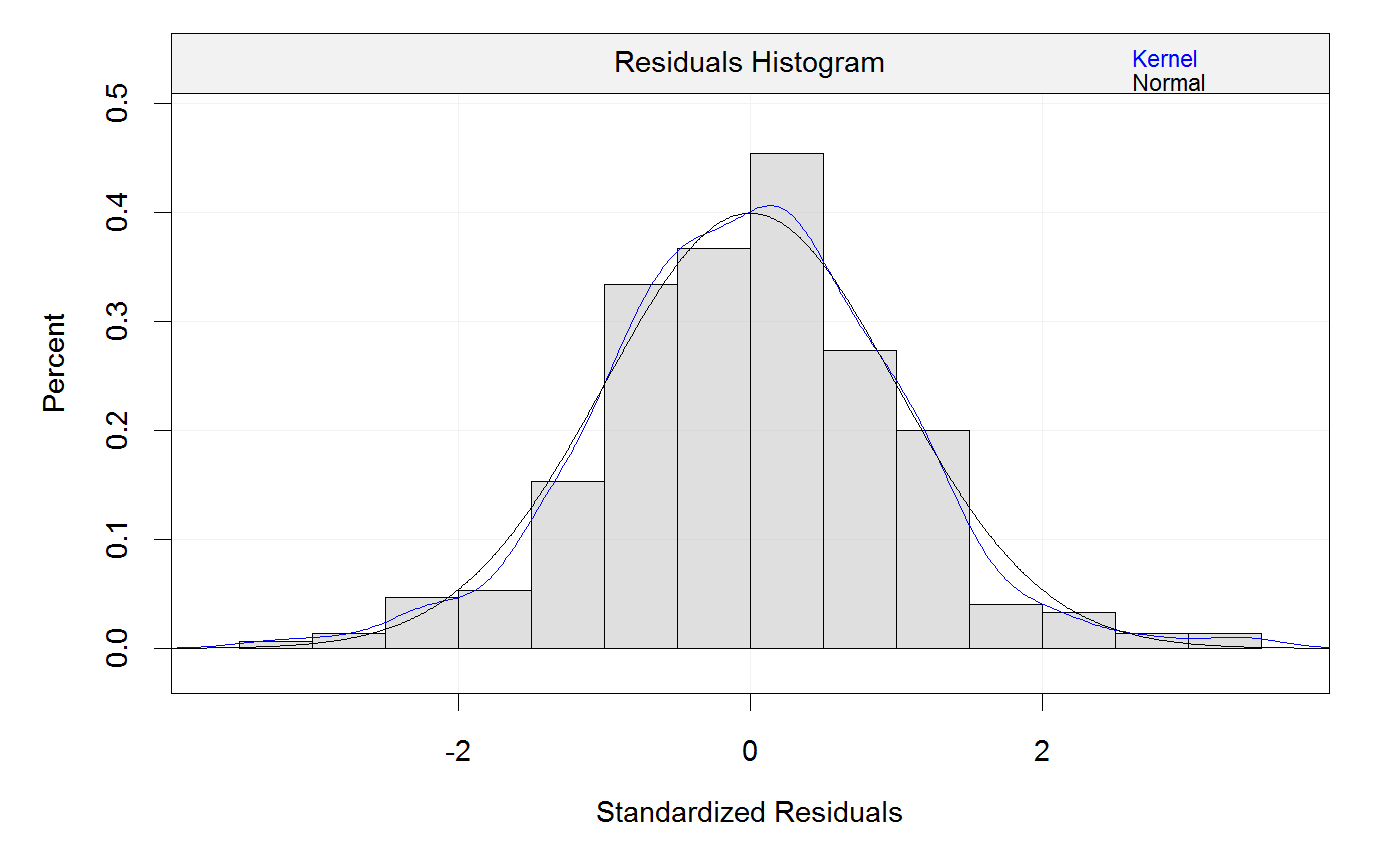 Residuals Histogram
Kernel
Normal
0.5
0.4
0.3
0.2
0.1
0.0
Percent
-2 0 2
Standardized Residuals